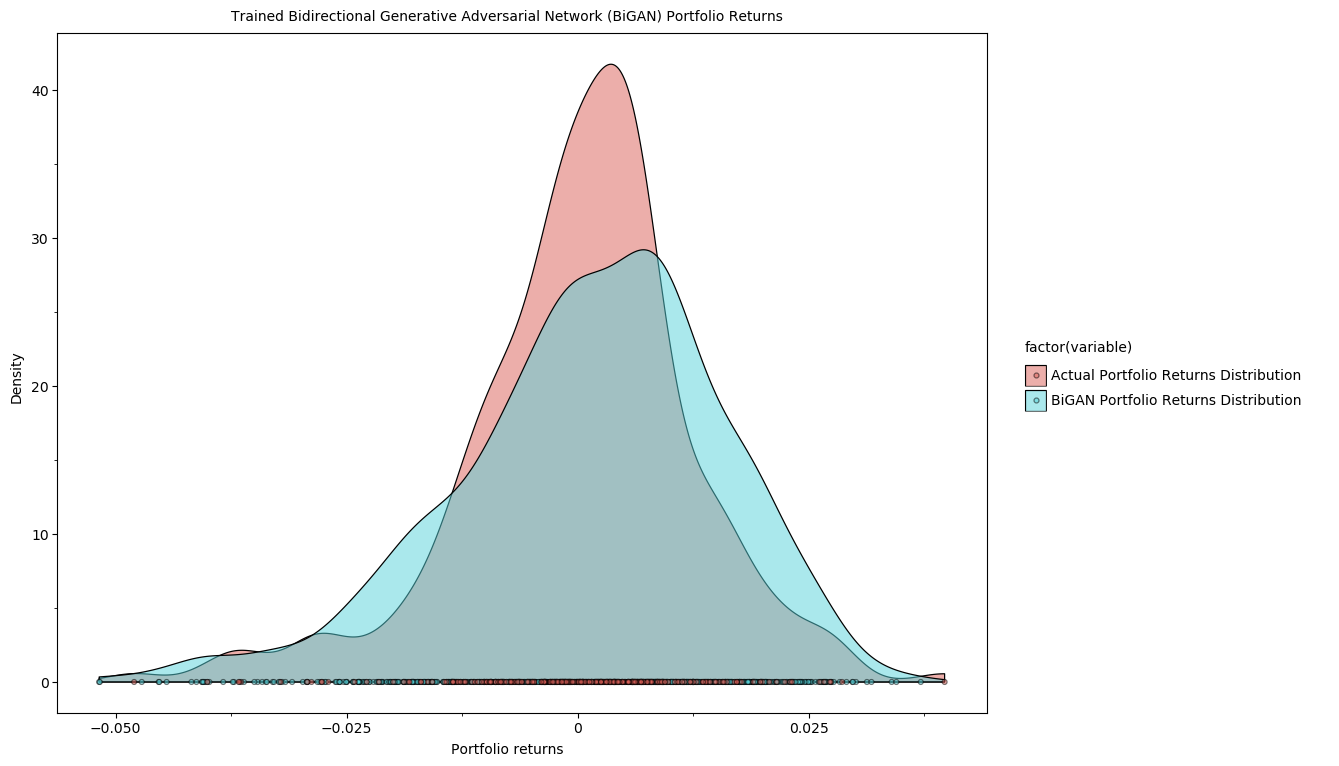 Trained Bidirectional Generative Adversarial Network (BiGAN) Portfolio Returns
40
30
20
10
0
Density
−0.050
−0.025
0
0.025
Portfolio returns
factor(variable)
Actual Portfolio Returns Distribution
BiGAN Portfolio Returns Distribution